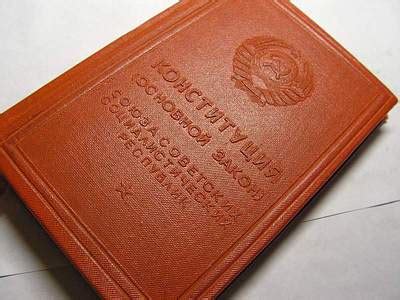 КОНСТИТУЦИЯ
(ОСНОВНОЙ ЗАКОН)
СОЮЗА СОВЕТСКИХ
СОЦИАЛИСТИЧЕСКИХ
РЕСПУБЛИК